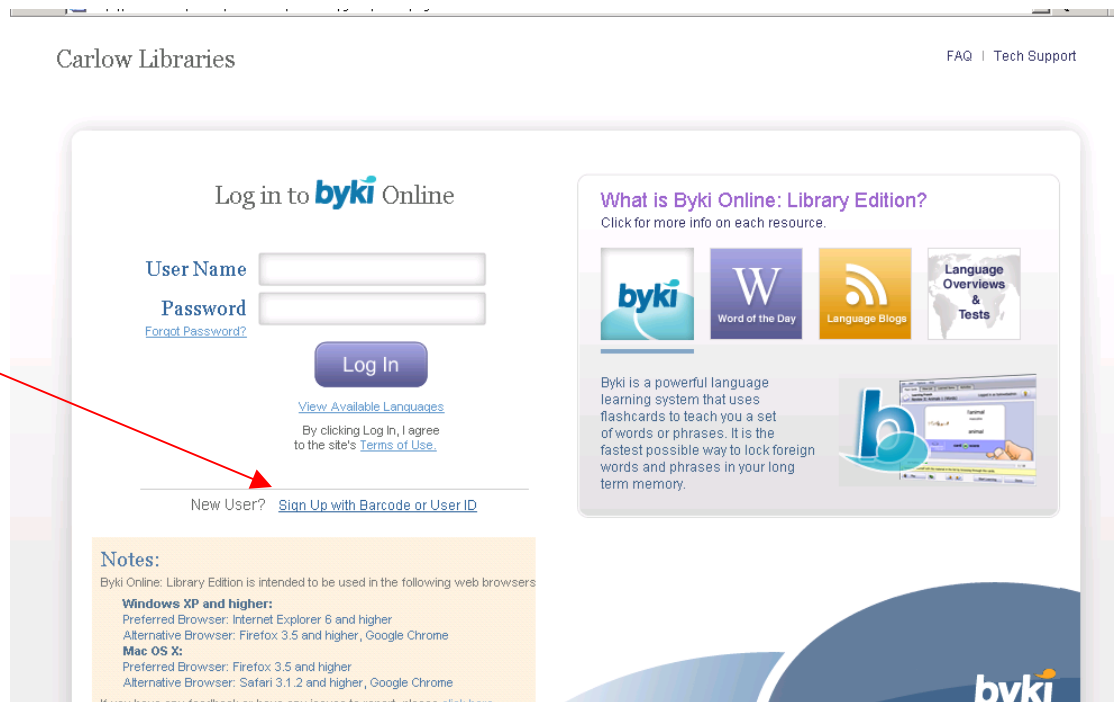 Carlow Libraries
FAQ | Tech Support
Log in to byki Online
User Name
Password
Forgot Password?
Log In
View Available Languages
By clicking Log In, I agree
to the site's Terms of Use.
New User? Sign Up with Barcode or User ID
Notes:
Byki Online: Library Edition is intended to be used in the following web browsers
Windows XP and higher:
Preferred Browser: Internet Explorer 6 and higher
Alternative Browser: Firefox 3.5 and higher, Google Chrome
Mac OS X:
Preferred Browser: Firefox 3.5 and higher
Alternative Browser: Safari 3.1.2 and higher, Google Chrome
What is Byki Online: Library Edition?
Click for more info on each resource.
byki
W
Word of the Day
Language Blogs
Language
Overviews
&
Tests
Byki is a powerful language
learning system that uses
flashcards to teach you a set
of words or phrases. It is the
fastest possible way to lock foreign
words and phrases in your long
term memory.
b
l'animal
animal
byki